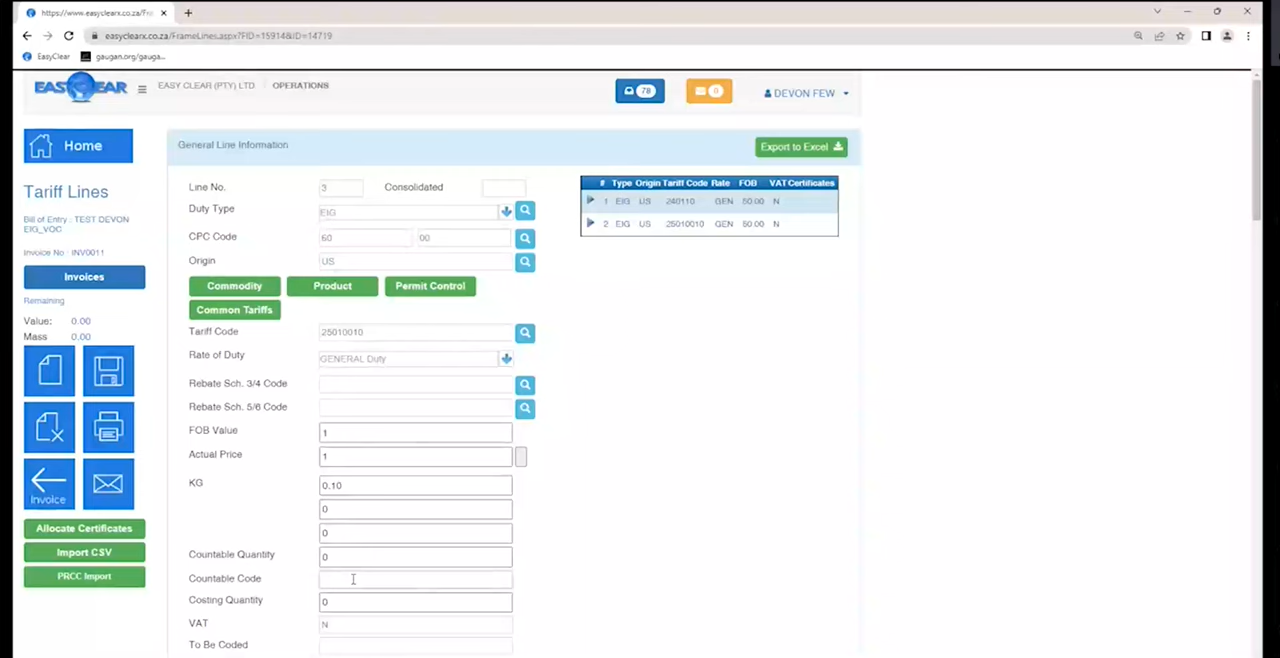 https://www.easyclearx.co.za/Fra
easyclearx.co.za/FrameLines.aspx?FID=15914&ID=14719
EasyClear
gaugan.org/gauga...
EASYCLEAR
EASY CLEAR (PTY) LTD OPERATIONS
78
0
DEVON FEW
Home
General Line Information
Export to Excel
Tariff Lines
Bill of Entry : TEST DEVON
EIG_VOC
Invoice No : INV0011
Invoices
Remaining
Value: 0.00
Mass 0.00
Invoice
Allocate Certificates
Import CSV
PRCC Import
Line No. 3 Consolidated
Duty Type EIG
CPC Code 60 00
Origin US
Commodity Product Permit Control
Common Tariffs
Tariff Code 25010010
Rate of Duty GENERAL Duty
Rebate Sch. 3/4 Code
Rebate Sch. 5/6 Code
FOB Value 1
Actual Price 1
KG 0.10
0
0
Countable Quantity 0
Countable Code
Costing Quantity 0
VAT N
To Be Coded
# Type Origin Tariff Code Rate FOB VAT Certificates
1 EIG US 240110 GEN 50.00 N
2 EIG US 25010010 GEN 50.00 N